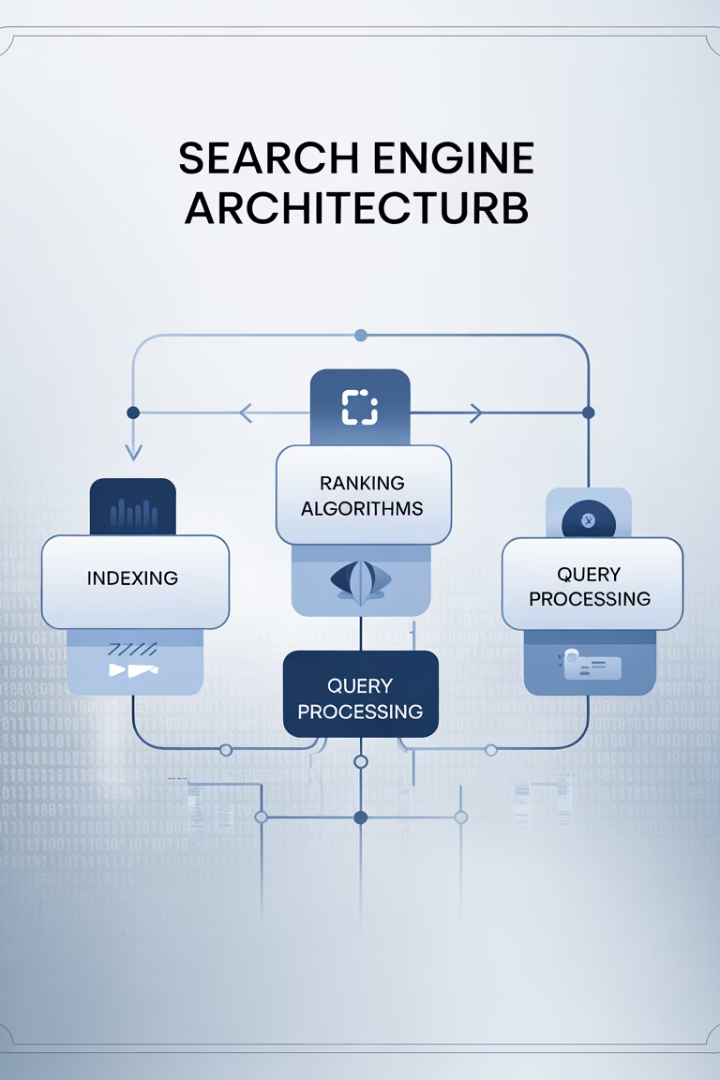 SEARCH ENGINE
ARCHITECTURB
RANKING
ALGORITHMS
INDEXING
QUERY
PROCESSING
QUERY
PROCESSING